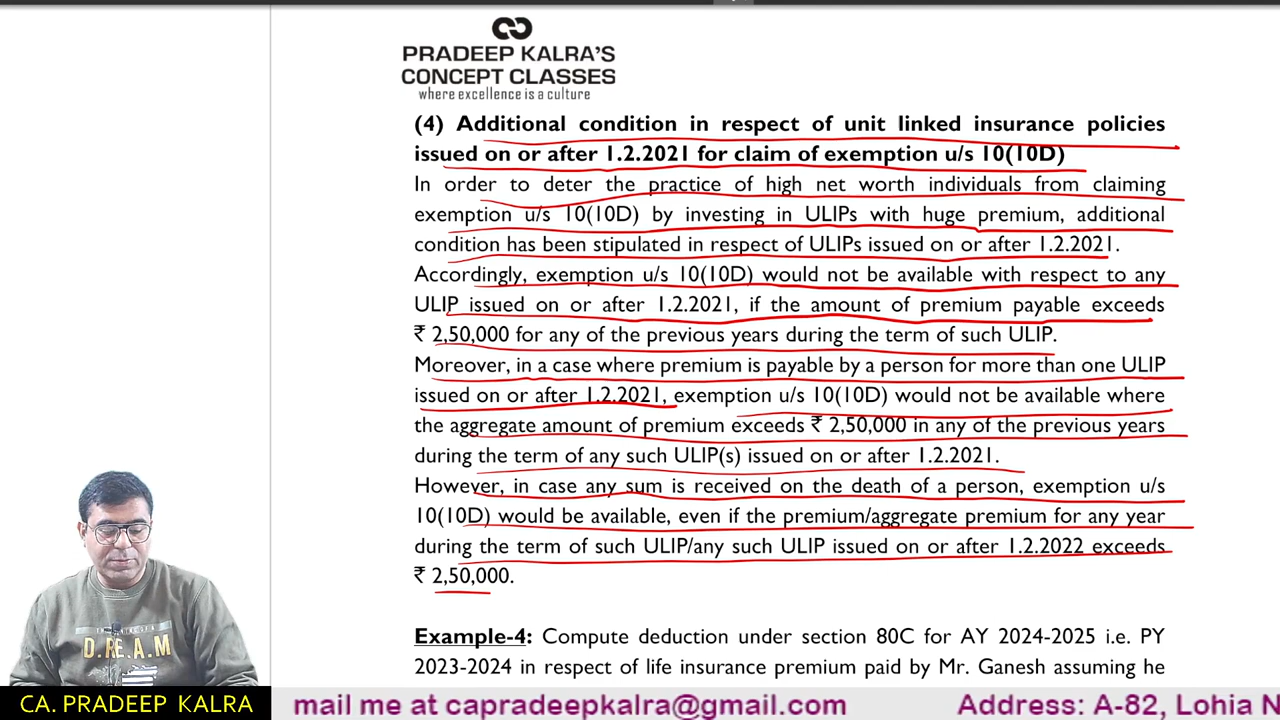 PRADEEP KALRA'S
CONCEPT CLASSES
where excellence is a culture
(4) Additional condition in respect of unit linked insurance policies
issued on or after 1.2.2021 for claim of exemption u/s 10(10D)
In order to deter the practice of high net worth individuals from claiming
exemption u/s 10(10D) by investing in ULIPs with huge premium, additional
condition has been stipulated in respect of ULIPs issued on or after 1.2.2021.
Accordingly, exemption u/s 10(10D) would not be available with respect to any
ULIP issued on or after 1.2.2021, if the amount of premium payable exceeds
₹ 2,50,000 for any of the previous years during the term of such ULIP.
Moreover, in a case where premium is payable by a person for more than one ULIP
issued on or after 1.2.2021, exemption u/s 10(10D) would not be available where
the aggregate amount of premium exceeds ₹ 2,50,000 in any of the previous years
during the term of any such ULIP(s) issued on or after 1.2.2021.
However, in case any sum is received on the death of a person, exemption u/s
10(10D) would be available, even if the premium/aggregate premium for any year
during the term of such ULIP/any such ULIP issued on or after 1.2.2022 exceeds
₹ 2,50,000.
Example-4: Compute deduction under section 80C for AY 2024-2025 i.e. PY
2023-2024 in respect of life insurance premium paid by Mr. Ganesh assuming he
D.RE.A.M
CA. PRADEEP KALRA
mail me at capradeepkalra@gmail.com
Address: A-82, Lohia N